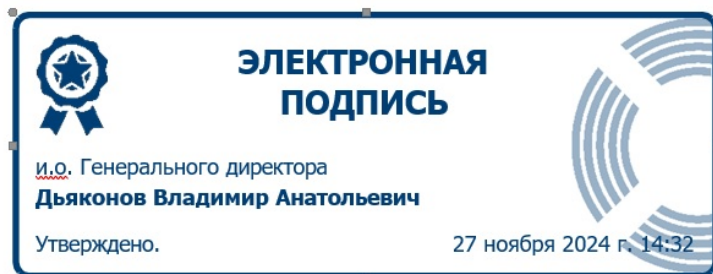 ЭЛЕКТРОННАЯ
ПОДПИСЬ
и.о. Генерального директора
Дьяконов Владимир Анатольевич
Утверждено. 27 ноября 2024 г. 14:32